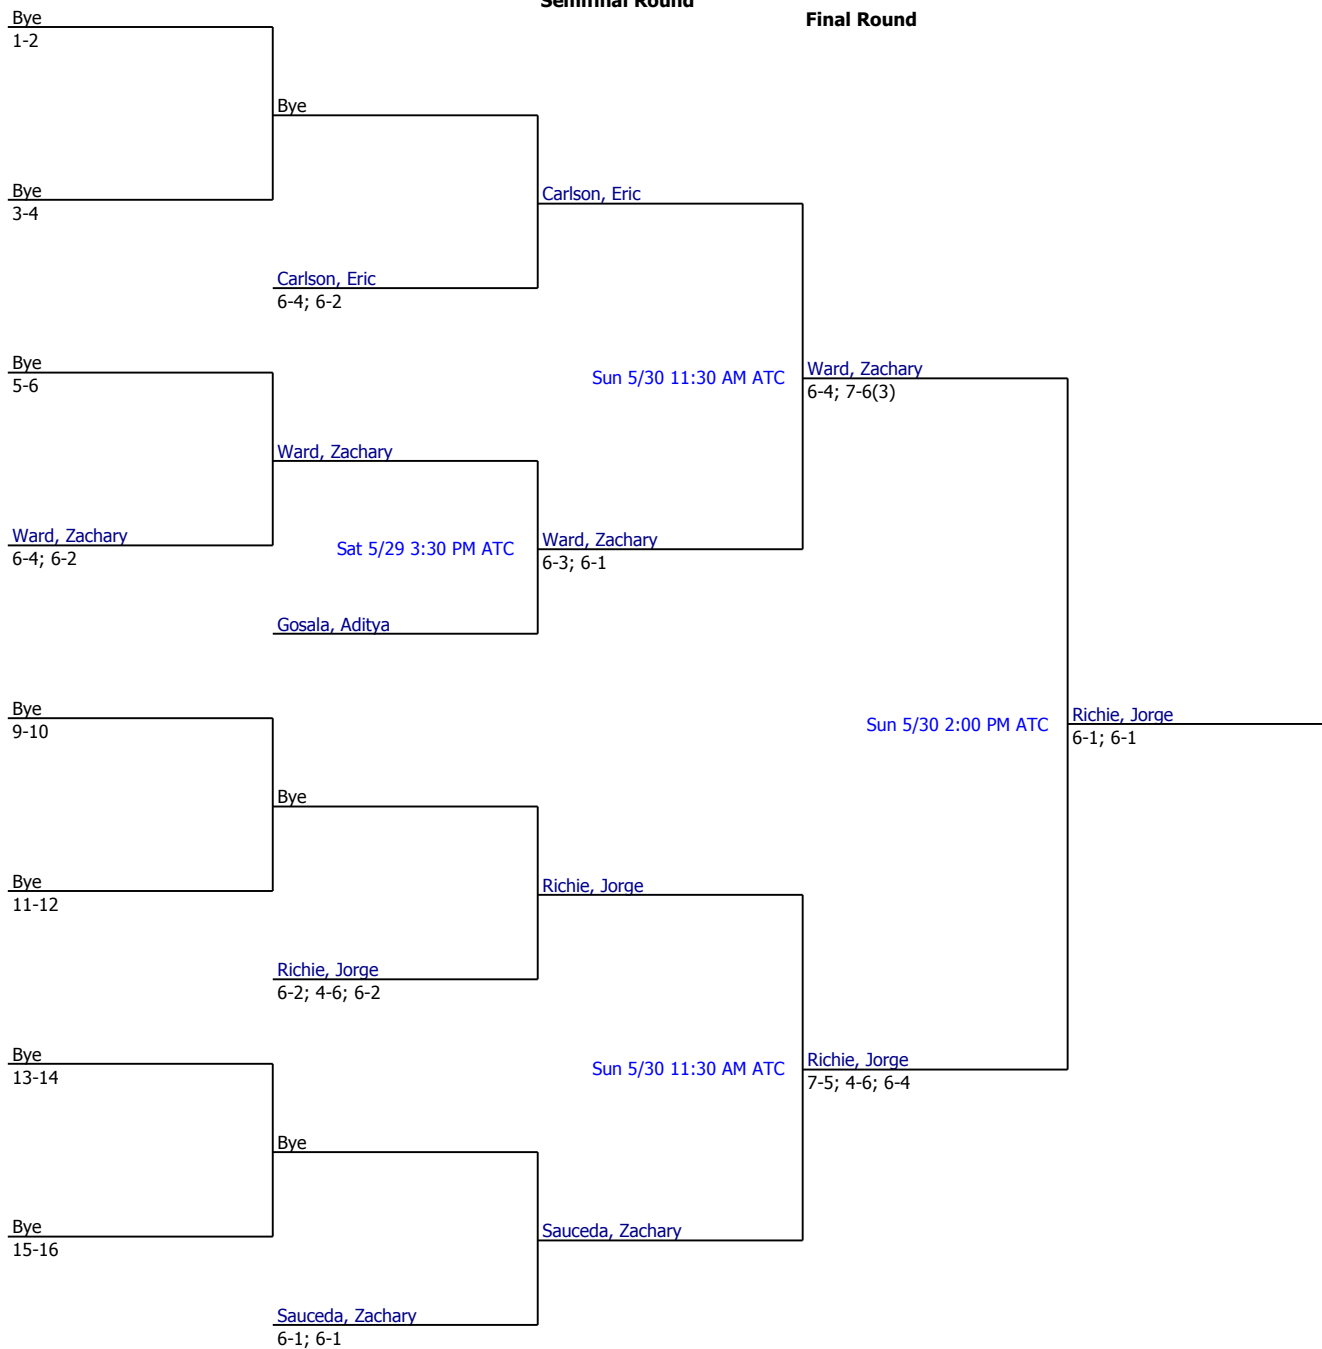 Semifinal Round
Final Round
Bye
1-2
Bye
Bye
3-4
Carlson, Eric
Carlson, Eric
6-4; 6-2
Bye
5-6
Sun 5/30 11:30 AM ATC
Ward, Zachary
6-4; 7-6(3)
Ward, Zachary
Ward, Zachary
6-4; 6-2
Sat 5/29 3:30 PM ATC
Ward, Zachary
6-3; 6-1
Gosala, Aditya
Bye
9-10
Sun 5/30 2:00 PM ATC
Richie, Jorge
6-1; 6-1
Bye
Bye
11-12
Richie, Jorge
Richie, Jorge
6-2; 4-6; 6-2
Bye
13-14
Sun 5/30 11:30 AM ATC
Richie, Jorge
7-5; 4-6; 6-4
Bye
Bye
15-16
Sauceda, Zachary
Sauceda, Zachary
6-1; 6-1